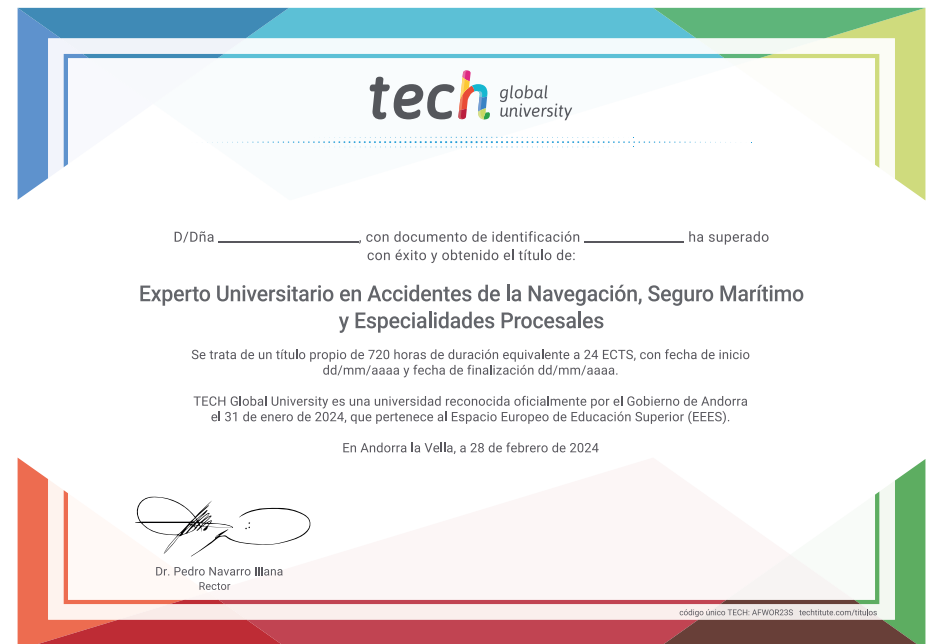 tech global university
D/Dña ____________, con documento de identificación ____________ ha superado
con éxito y obtenido el título de:
Experto Universitario en Accidentes de la Navegación, Seguro Marítimo
y Especialidades Procesales
Se trata de un título propio de 720 horas de duración equivalente a 24 ECTS, con fecha de inicio
dd/mm/aaaa y fecha de finalización dd/mm/aaaa.
TECH Global University es una universidad reconocida oficialmente por el Gobierno de Andorra
el 31 de enero de 2024, que pertenece al Espacio Europeo de Educación Superior (EEES).
En Andorra la Vella, a 28 de febrero de 2024
Dr. Pedro Navarro Illana
Rector
código único TECH: AFWOR23S techtitute.com/titulos